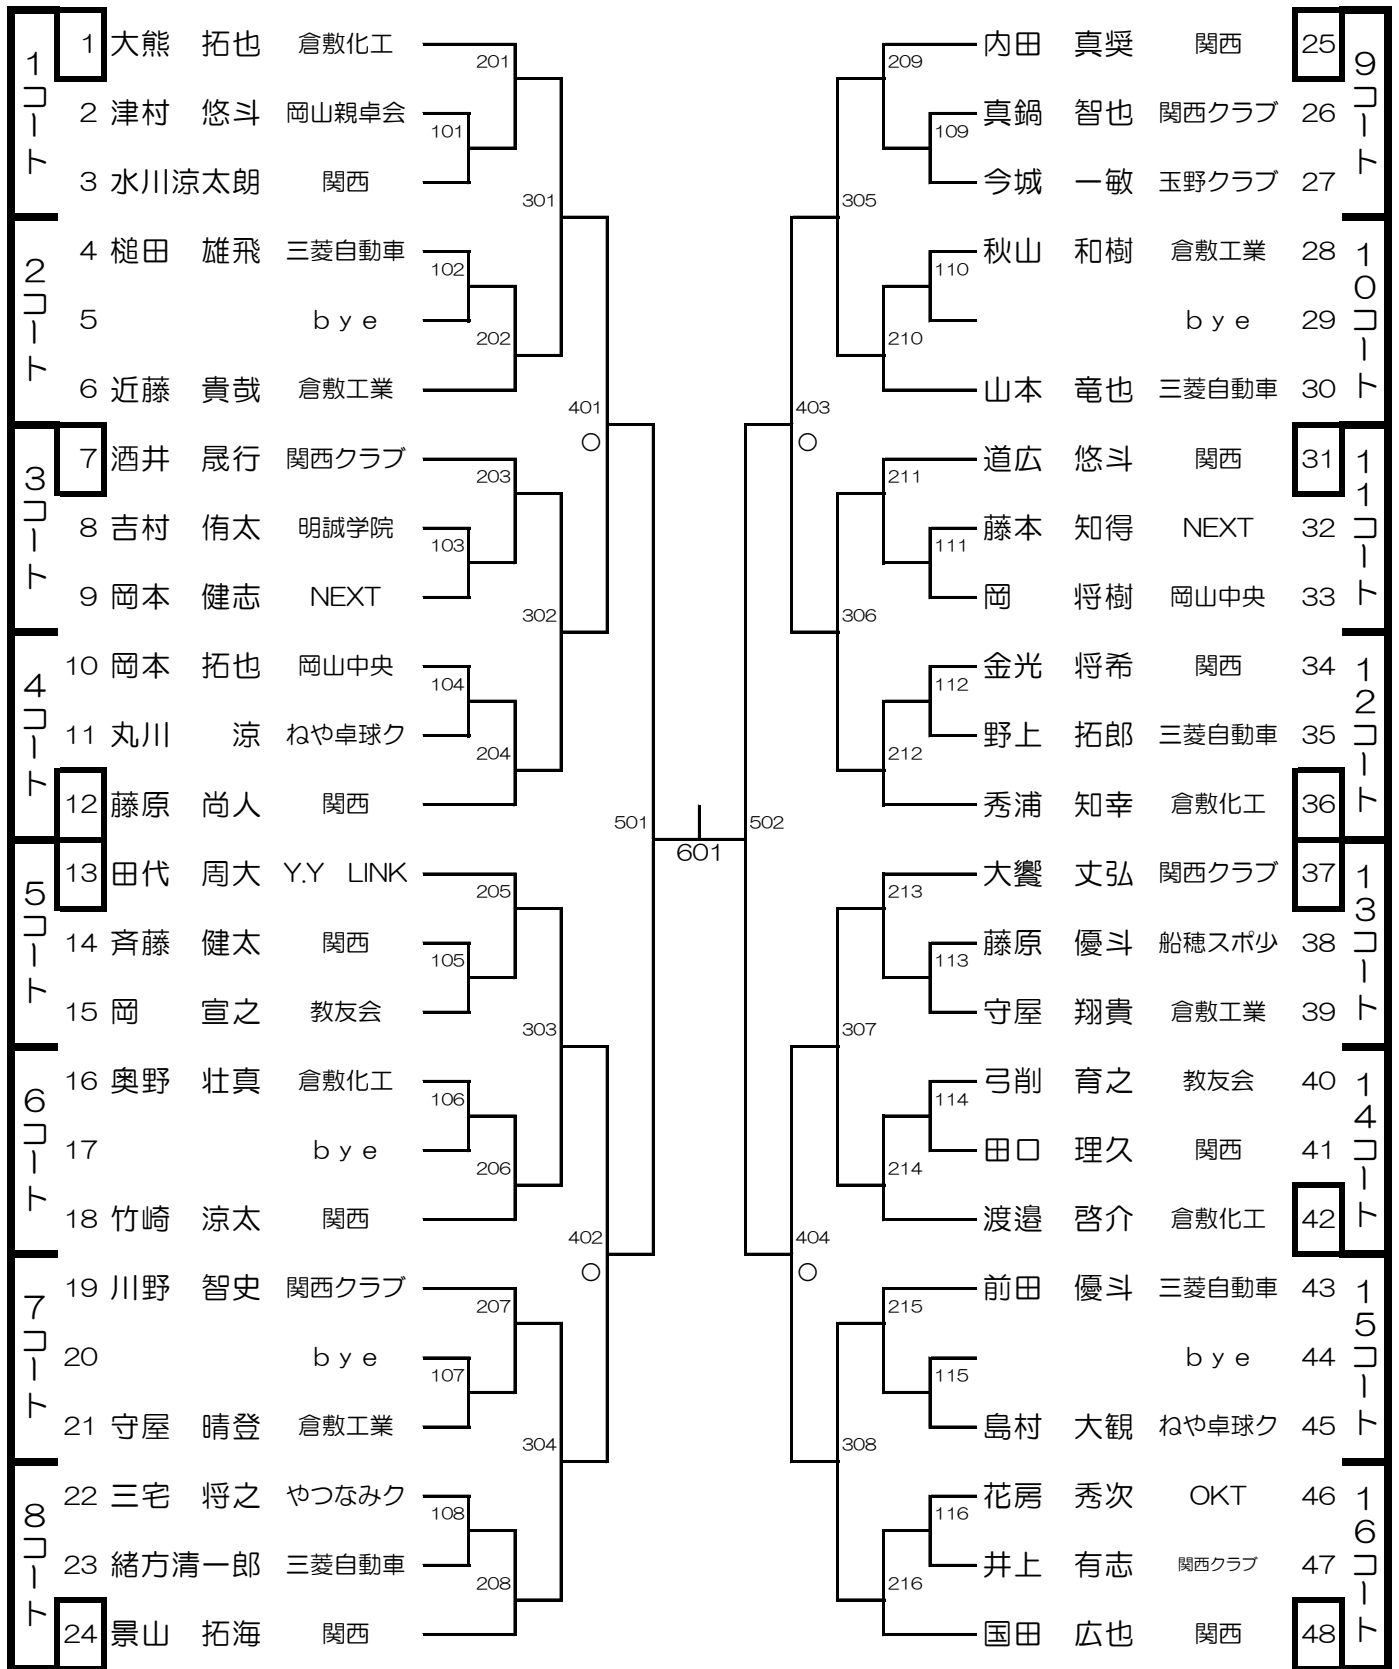 1コート
1 大熊 拓也 倉敷化工
2 津村 悠斗 岡山親卓会
3 水川涼太朗 関西
2コート
4 槌田 雄飛 三菱自動車
5 bye
6 近藤 貴哉 倉敷工業
3コート
7 酒井 晟行 関西クラブ
8 吉村 侑太 明誠学院
9 岡本 健志 NEXT
4コート
10 岡本 拓也 岡山中央
11 丸川 涼 ねや卓球ク
12 藤原 尚人 関西
5コート
13 田代 周大 Y.Y LINK
14 斉藤 健太 関西
15 岡 宣之 教友会
6コート
16 奥野 壮真 倉敷化工
17 bye
18 竹崎 涼太 関西
7コート
19 川野 智史 関西クラブ
20 bye
21 守屋 晴登 倉敷工業
8コート
22 三宅 将之 やつなみク
23 緒方清一郎 三菱自動車
24 景山 拓海 関西
201
101
301
102
202
401
○
203
103
302
104
204
501
205
105
303
106
206
402
○
207
107
304
108
208
601
209
109
305
110
210
403
○
211
111
306
112
212
502
213
113
307
114
214
404
○
215
115
308
116
216
内田 真奨 関西 25
真鍋 智也 関西クラブ 26
今城 一敏 玉野クラブ 27
9コート
秋山 和樹 倉敷工業 28
bye 29
山本 竜也 三菱自動車 30
10コート
道広 悠斗 関西 31
藤本 知得 NEXT 32
岡 将樹 岡山中央 33
11コート
金光 将希 関西 34
野上 拓郎 三菱自動車 35
秀浦 知幸 倉敷化工 36
12コート
大饗 丈弘 関西クラブ 37
藤原 優斗 船穂スポ少 38
守屋 翔貴 倉敷工業 39
13コート
弓削 育之 教友会 40
田口 理久 関西 41
渡邉 啓介 倉敷化工 42
14コート
前田 優斗 三菱自動車 43
bye 44
島村 大観 ねや卓球ク 45
15コート
花房 秀次 OKT 46
井上 有志 関西クラブ 47
国田 広也 関西 48
16コート